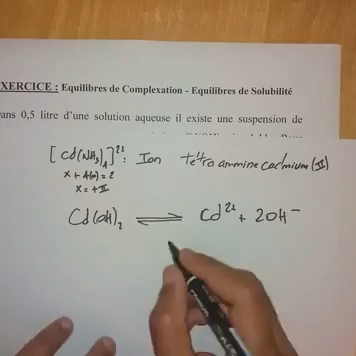 XERCICE : Equilibres de Complexation - Equilibres de Solubilité
ans 0,5 litre d'une solution aqueuse il existe une suspension de
[Cd(NH₃)₄]²⁺ : Ion tétra ammine cadmium (II)
x + 4(0) = 2
x = +II
Cd(OH)₂ ⇌ Cd²⁺ + 2OH⁻